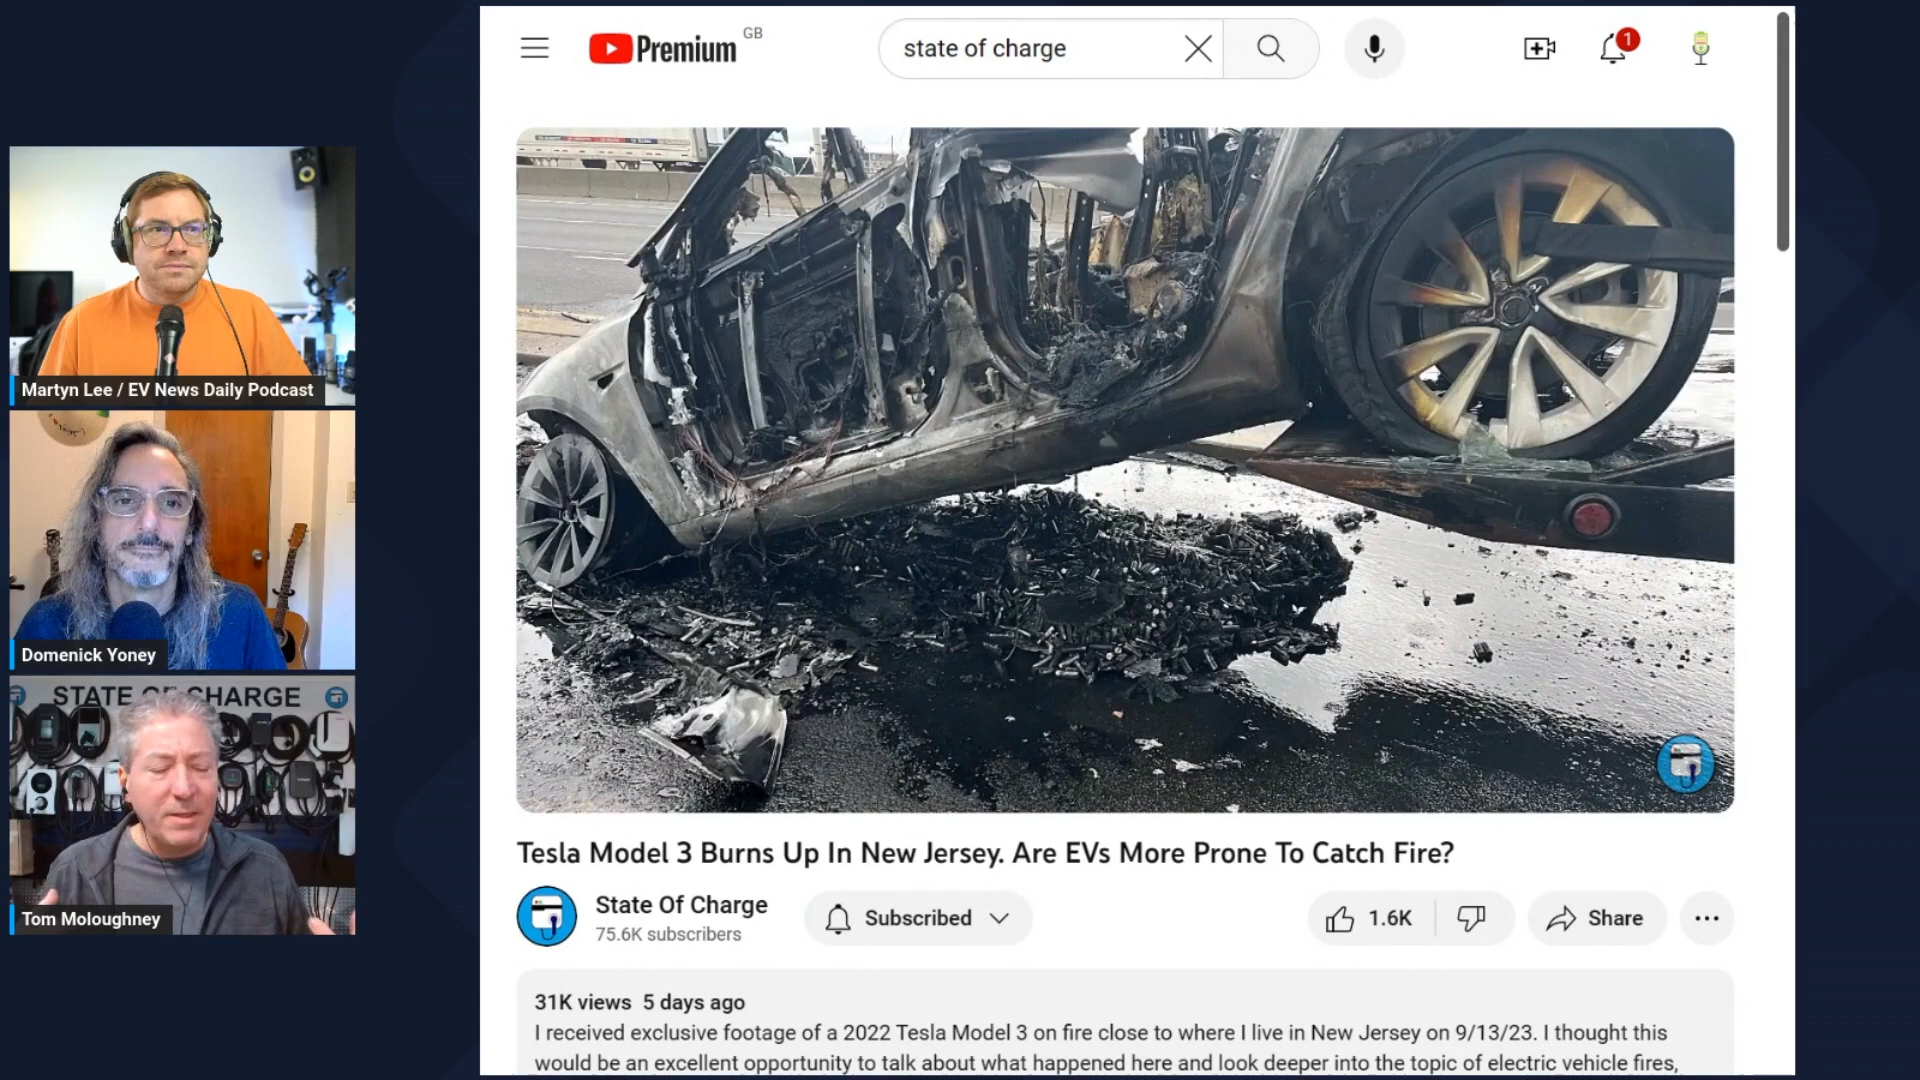 Premium
GB
state of charge
1
Martyn Lee / EV News Daily Podcast
Domenick Yoney
STATE OF CHARGE
Tom Moloughney
Tesla Model 3 Burns Up In New Jersey. Are EVs More Prone To Catch Fire?
State Of Charge
75.6K subscribers
Subscribed
1.6K
Share
31K views 5 days ago
I received exclusive footage of a 2022 Tesla Model 3 on fire close to where I live in New Jersey on 9/13/23. I thought this
would be an excellent opportunity to talk about what happened here and look deeper into the topic of electric vehicle fires,